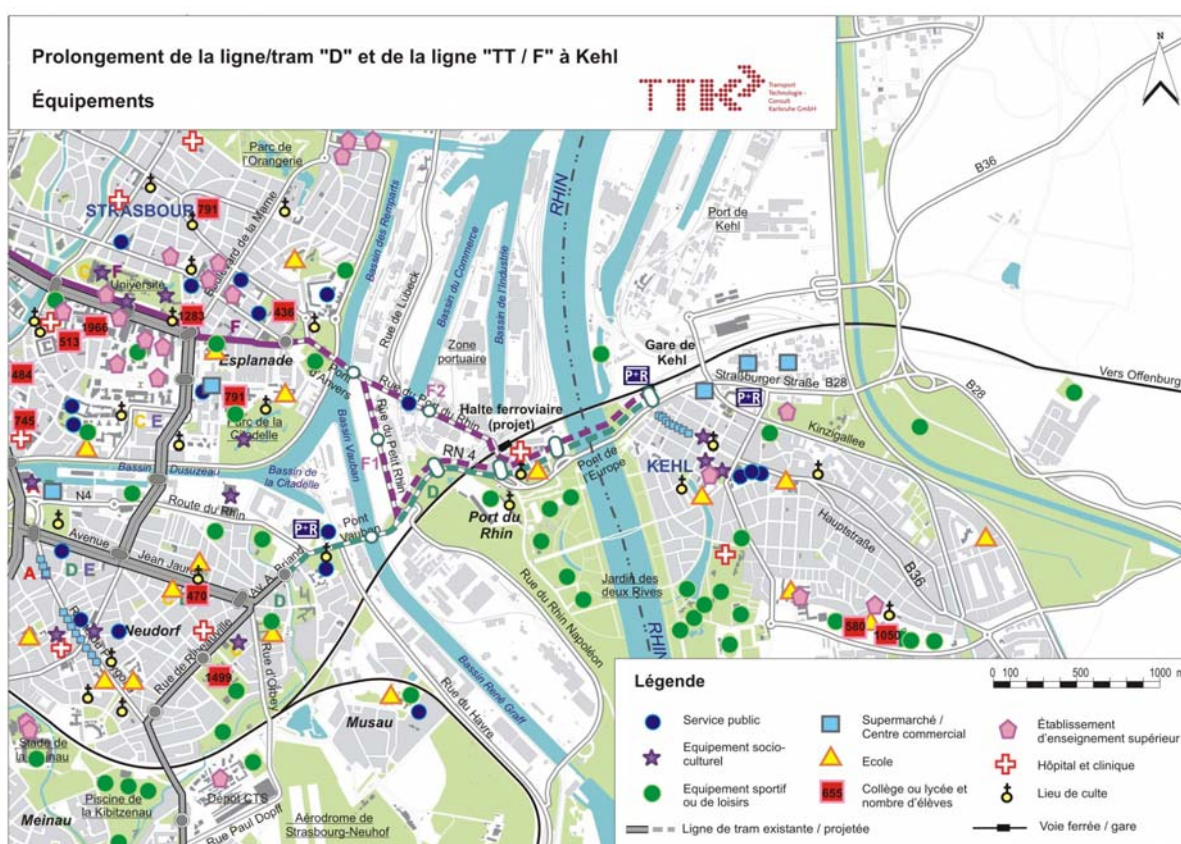 Prolongement de la ligne/tram "D" et de la ligne "TT / F" à Kehl
Équipements
TTK
Transport
Technologie -
Consult
Karlsruhe GmbH
N
Parc de
l'Orangerie
STRASBOUR
791
Boulevard de la Marne
Bassin des Remparts
Rue de Lübeck
Bassin du Commerce
Bassin de l'Industrie
RHIN
Port de
Kehl
B36
C F
Université
1966
1283
436
513
F
Esplanade
Pont
d'Anvers
Zone
portuaire
Gare de
Kehl
P+R
Straßburger Straße B28
B28
Vers Offenburg
484
791
Parc de la
Citadelle
Rue du Port du Rhin
F2
Halte ferroviaire
(projet)
P+R
Kinzigallee
745
C E
Bassin Dusuzeau
Bassin de
la Citadelle
Bassin Vauban
Rue du Petit Rhin
F1
RN 4
D
Pont de
l'Europe
KEHL
A
N4
Route du Rhin
P+R
Pont
Vauban
Port du
Rhin
Hauptstraße
Avenue
Jean Jaurès
A
D E
Av. A. Briand
D
470
Jardin des
deux Rives
B36
Neudorf
Rue de Ribeauvillé
Rue d'Orbey
Rue du Rhin Napoléon
RHIN
580
1050
1499
Musau
Bassin René Graff
Rue du Havre
Stade de
la Meinau
Piscine de
la Kibitzenau
Meinau
Dépôt CTS
Rue Paul Dopff
Aérodrome de
Strasbourg-Neuhof
Légende
0 100 500 1000 m
Service public
Supermarché /
Centre commercial
Établissement
d'enseignement supérieur
Equipement socio-
culturel
Ecole
Hôpital et clinique
Equipement sportif
ou de loisirs
655
Collège ou lycée et
nombre d'élèves
Lieu de culte
Ligne de tram existante / projetée
Voie ferrée / gare